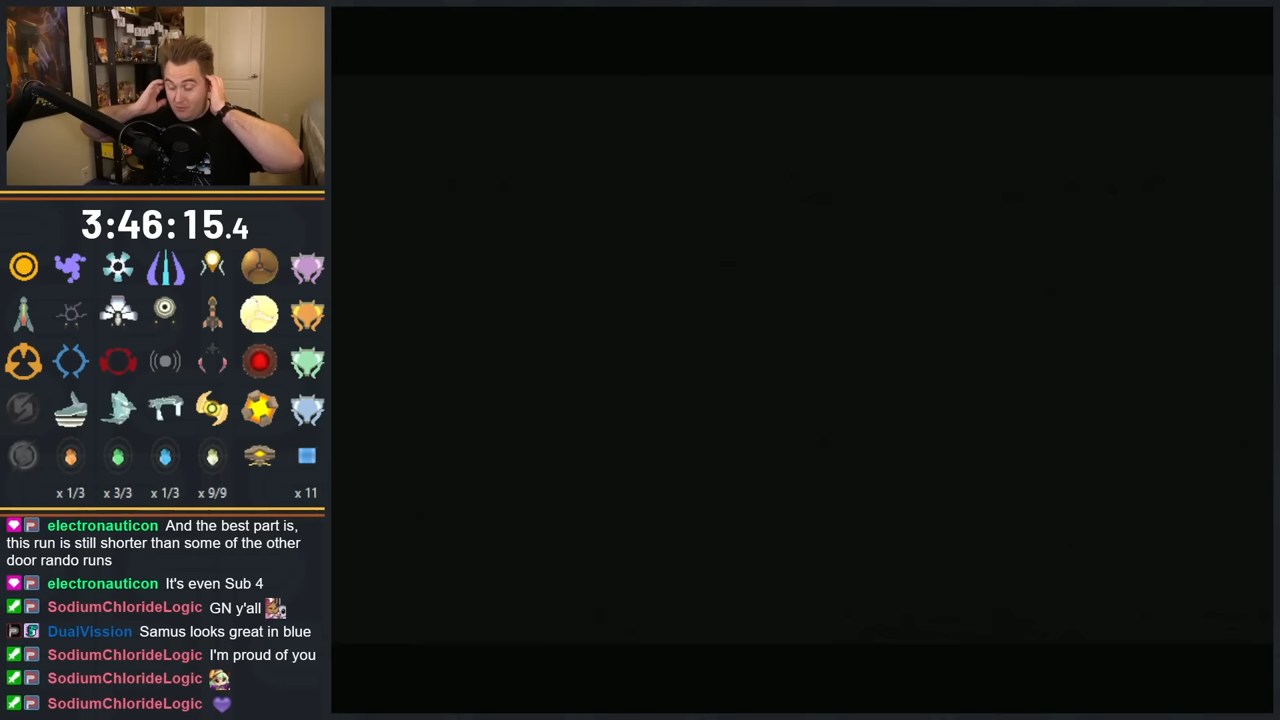 3:46:15.4
x 1/3 x 3/3 x 1/3 x 9/9 x 11
electronauticon And the best part is,
this run is still shorter than some of the other
door rando runs
electronauticon It's even Sub 4
SodiumChlorideLogic GN y'all
DualVission Samus looks great in blue
SodiumChlorideLogic I'm proud of you
SodiumChlorideLogic
SodiumChlorideLogic